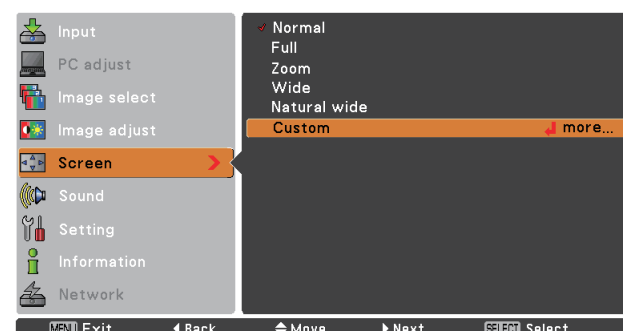 Input
PC adjust
Image select
Image adjust
Screen
Sound
Setting
Information
Network
Normal
Full
Zoom
Wide
Natural wide
Custom more...
MENU Exit Back Move Next SELECT Select